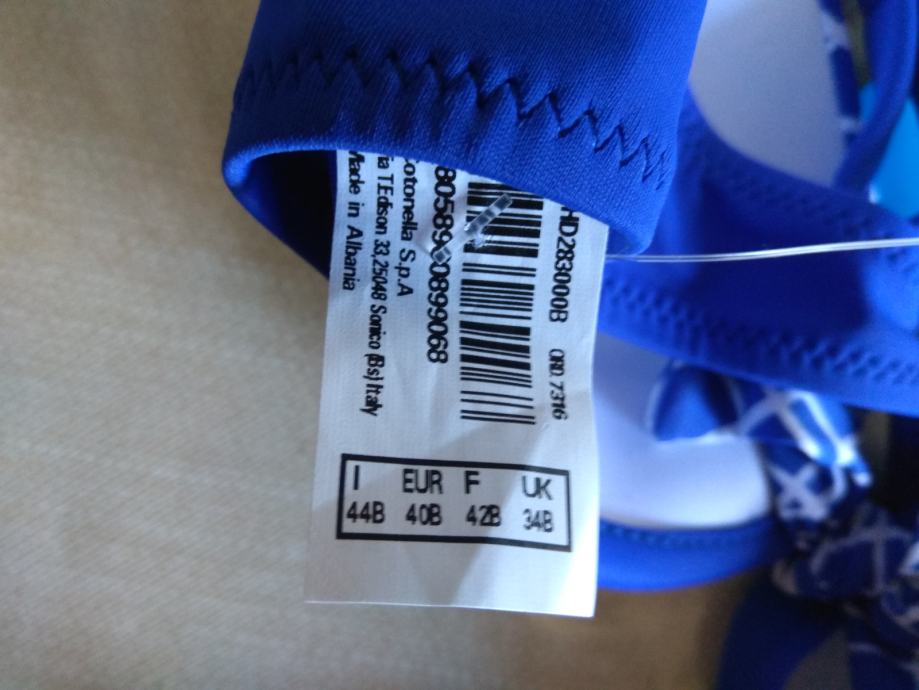 HD283000B ORD. 7316
otonella S.p.A
ia T.Edison 33,25048 Sonico (Bs) Italy
Made in Albania
I EUR F UK
44B 40B 42B 34B